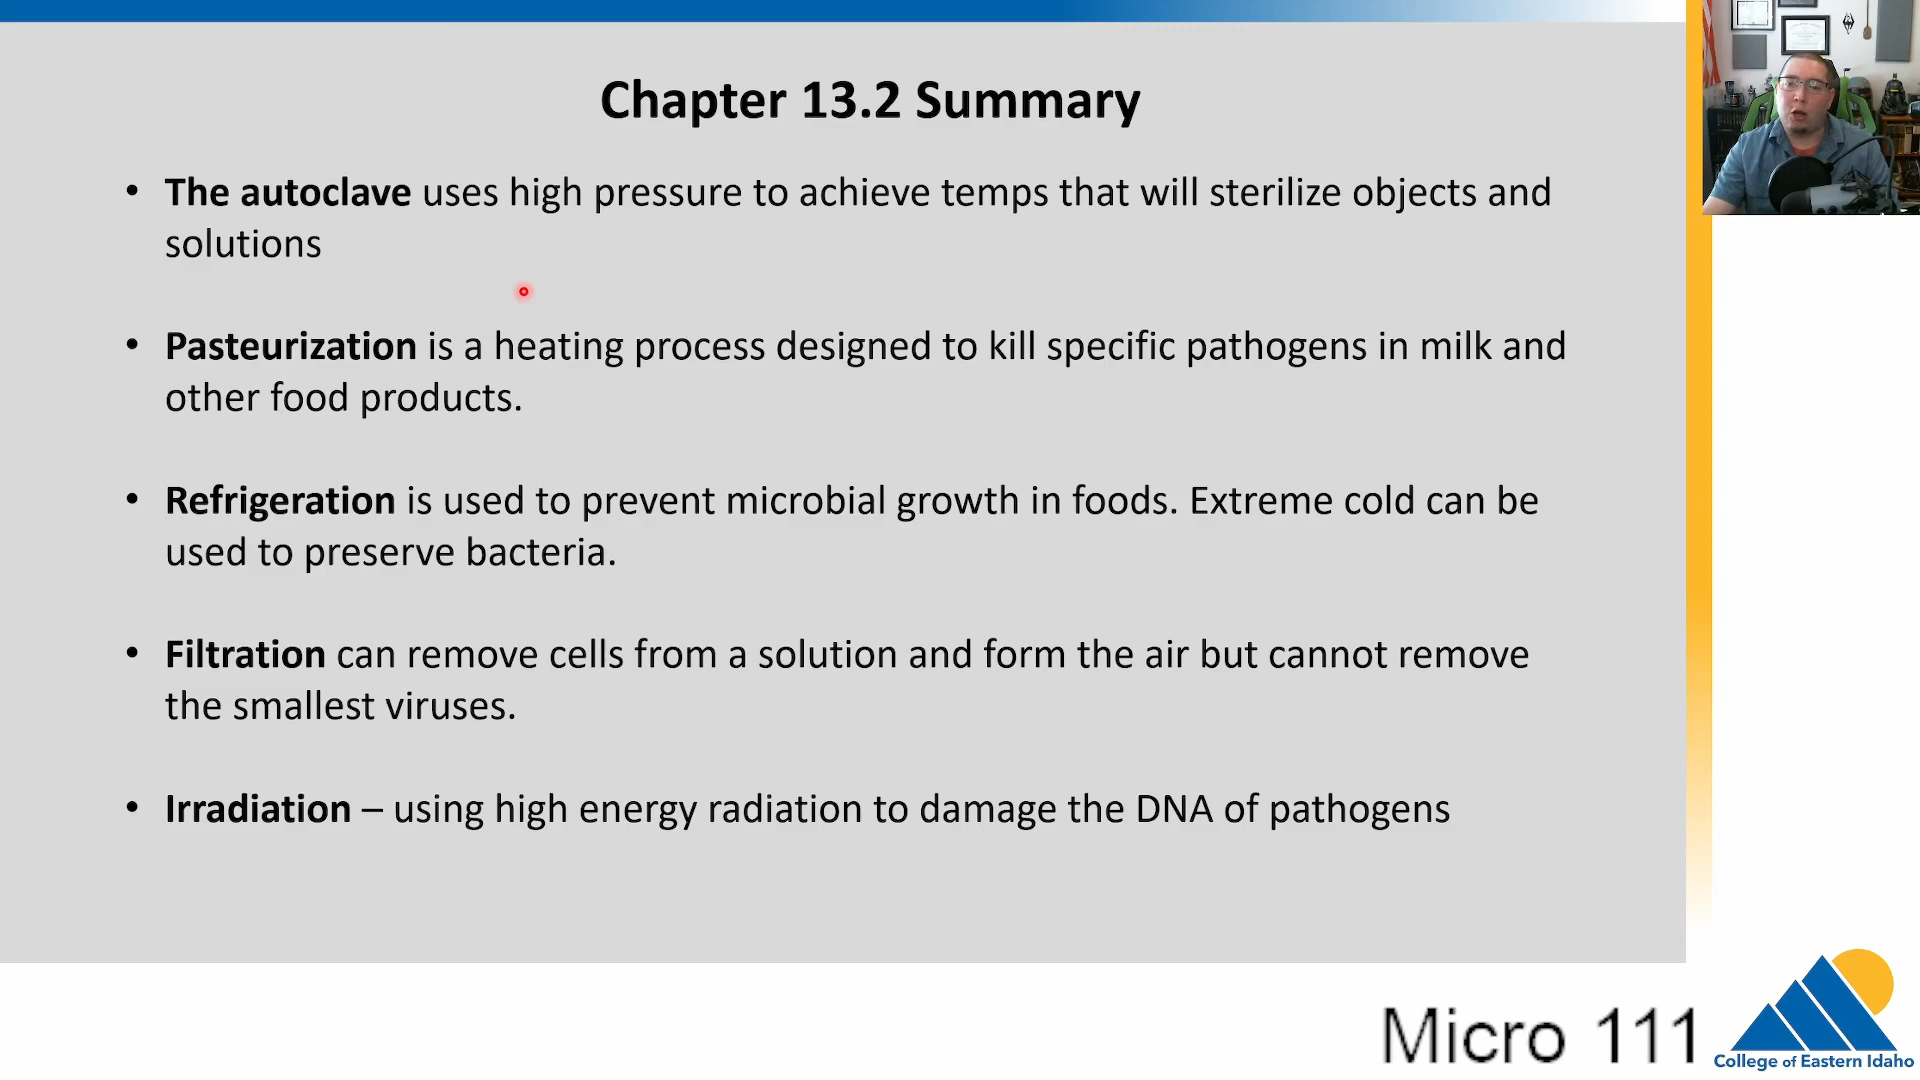 Chapter 13.2 Summary
• The autoclave uses high pressure to achieve temps that will sterilize objects and
solutions
• Pasteurization is a heating process designed to kill specific pathogens in milk and
other food products.
• Refrigeration is used to prevent microbial growth in foods. Extreme cold can be
used to preserve bacteria.
• Filtration can remove cells from a solution and form the air but cannot remove
the smallest viruses.
• Irradiation – using high energy radiation to damage the DNA of pathogens
Micro 111
College of Eastern Idaho